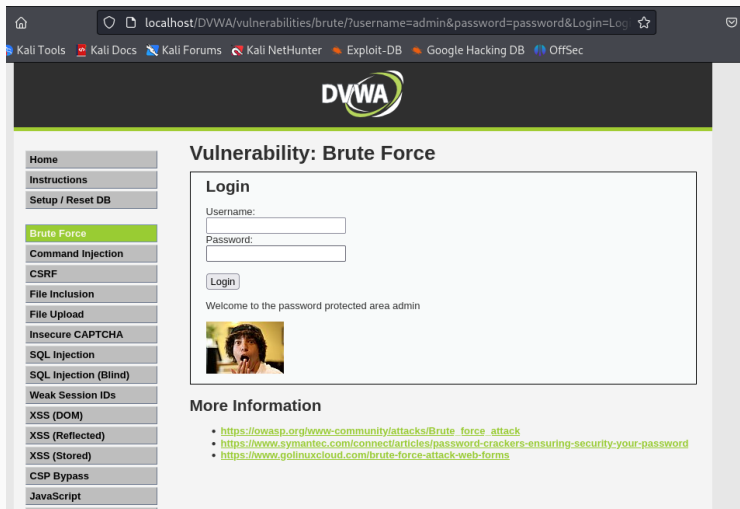 localhost/DVWA/vulnerabilities/brute/?username=admin&password=password&Login=Log
Kali Tools Kali Docs Kali Forums Kali NetHunter Exploit-DB Google Hacking DB OffSec
DVWA
Home
Instructions
Setup / Reset DB
Brute Force
Command Injection
CSRF
File Inclusion
File Upload
Insecure CAPTCHA
SQL Injection
SQL Injection (Blind)
Weak Session IDs
XSS (DOM)
XSS (Reflected)
XSS (Stored)
CSP Bypass
JavaScript
Vulnerability: Brute Force
Login
Username:
Password:
Login
Welcome to the password protected area admin
More Information
https://owasp.org/www-community/attacks/Brute_force_attack
https://www.symantec.com/connect/articles/password-crackers-ensuring-security-your-password
https://www.golinuxcloud.com/brute-force-attack-web-forms